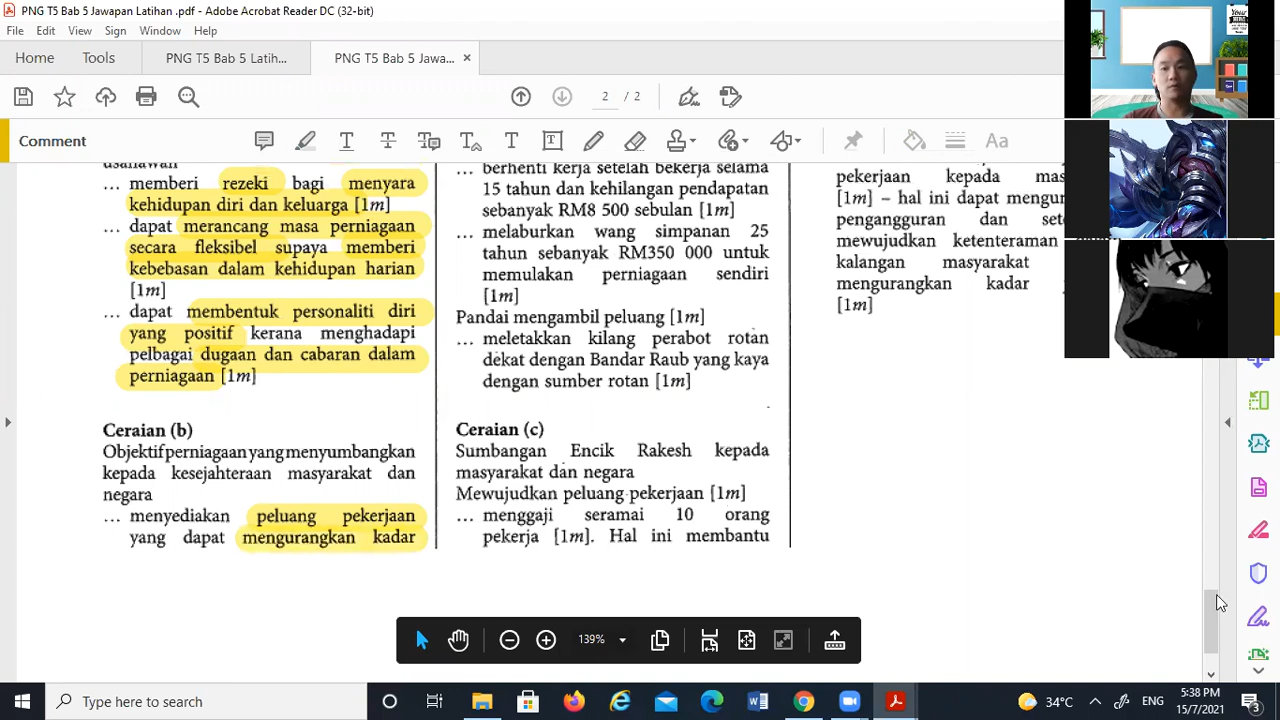 PNG T5 Bab 5 Jawapan Latihan .pdf - Adobe Acrobat Reader DC (32-bit)
File Edit View Sign Window Help
Home Tools PNG T5 Bab 5 Latih... PNG T5 Bab 5 Jawa... ×
2 / 2
Comment
Aa
usahawan
... memberi rezeki bagi menyara
kehidupan diri dan keluarga [1m]
... dapat merancang masa perniagaan
secara fleksibel supaya memberi
kebebasan dalam kehidupan harian
[1m]
... dapat membentuk personaliti diri
yang positif kerana menghadapi
pelbagai dugaan dan cabaran dalam
perniagaan [1m]
Ceraian (b)
Objektif perniagaan yang menyumbangkan
kepada kesejahteraan masyarakat dan
negara
... menyediakan peluang pekerjaan
yang dapat mengurangkan kadar
berhenti kerja setelah bekerja selama
15 tahun dan kehilangan pendapatan
sebanyak RM8 500 sebulan [1m]
... melaburkan wang simpanan 25
tahun sebanyak RM350 000 untuk
memulakan perniagaan sendiri
[1m]
Pandai mengambil peluang [1m]
... meletakkan kilang perabot rotan
dekat dengan Bandar Raub yang kaya
dengan sumber rotan [1m]
Ceraian (c)
Sumbangan Encik Rakesh kepada
masyarakat dan negara
Mewujudkan peluang pekerjaan [1m]
... menggaji seramai 10 orang
pekerja [1m]. Hal ini membantu
pekerjaan kepada
[1m] – hal ini dapat
pengangguran dan
mewujudkan ketenteraman
kalangan masyarakat
mengurangkan kadar
[1m]
139%
Type here to search
34°C ENG
5:38 PM
15/7/2021
3